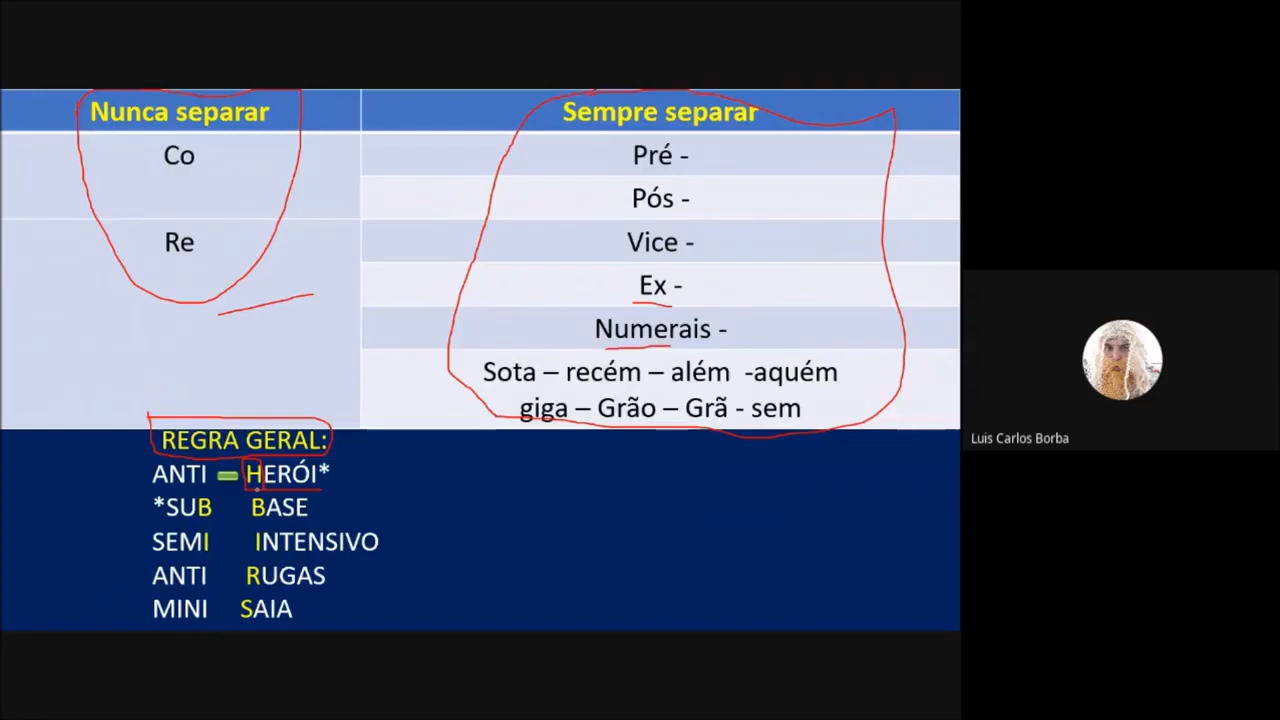 Nunca separar
Sempre separar
Co
Pré -
Pós -
Re
Vice -
Ex -
Numerais -
Sota – recém – além -aquém
giga – Grão – Grã - sem
REGRA GERAL:
ANTI HERÓI*
*SUB BASE
SEMI INTENSIVO
ANTI RUGAS
MINI SAIA
Luis Carlos Borba